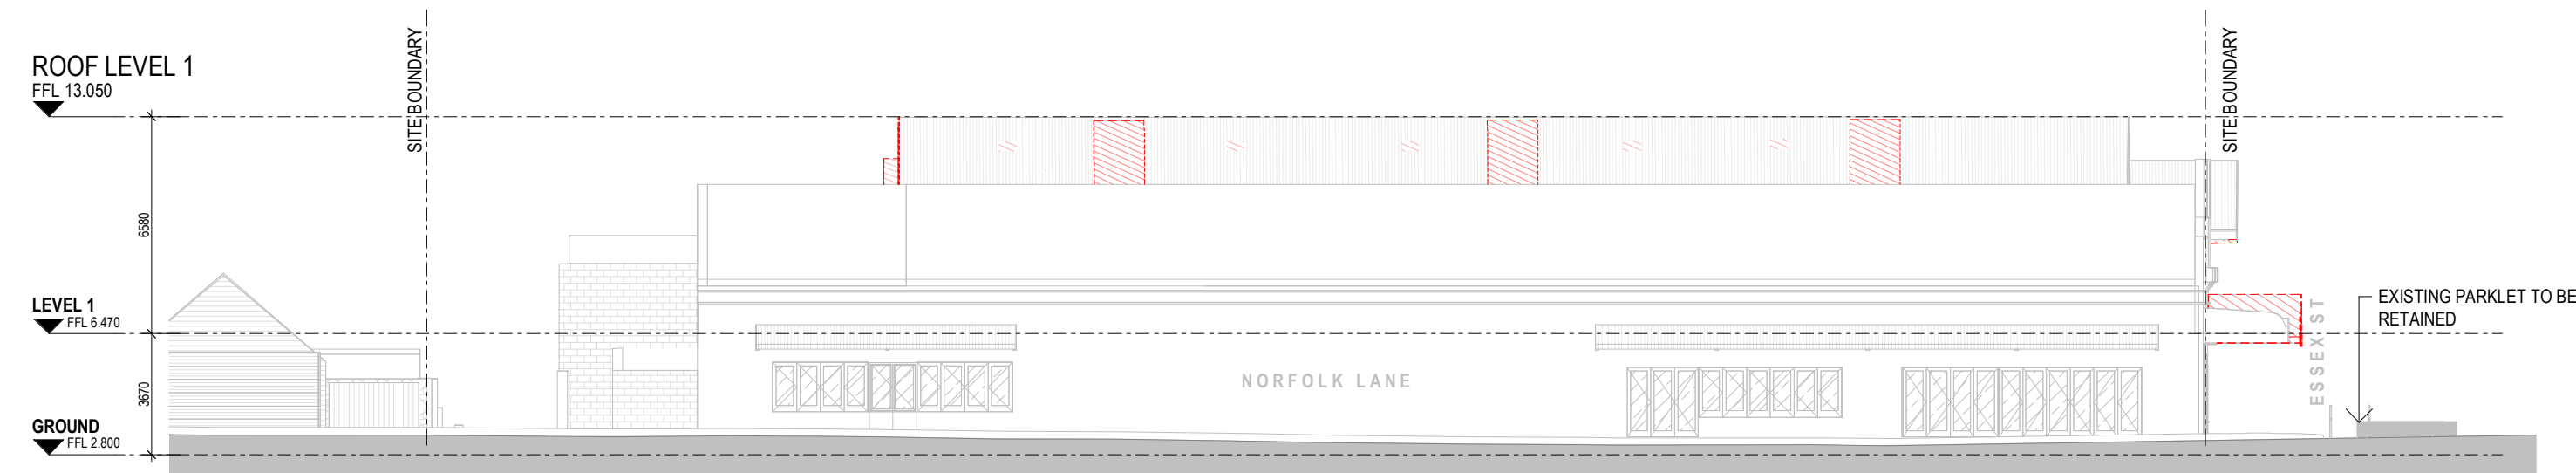 ROOF LEVEL 1
FFL 13.050
SITE BOUNDARY
SITE BOUNDARY
6580
LEVEL 1
FFL 6.470
EXISTING PARKLET TO BE
RETAINED
ESSEX ST
NORFOLK LANE
3670
GROUND
FFL 2.800